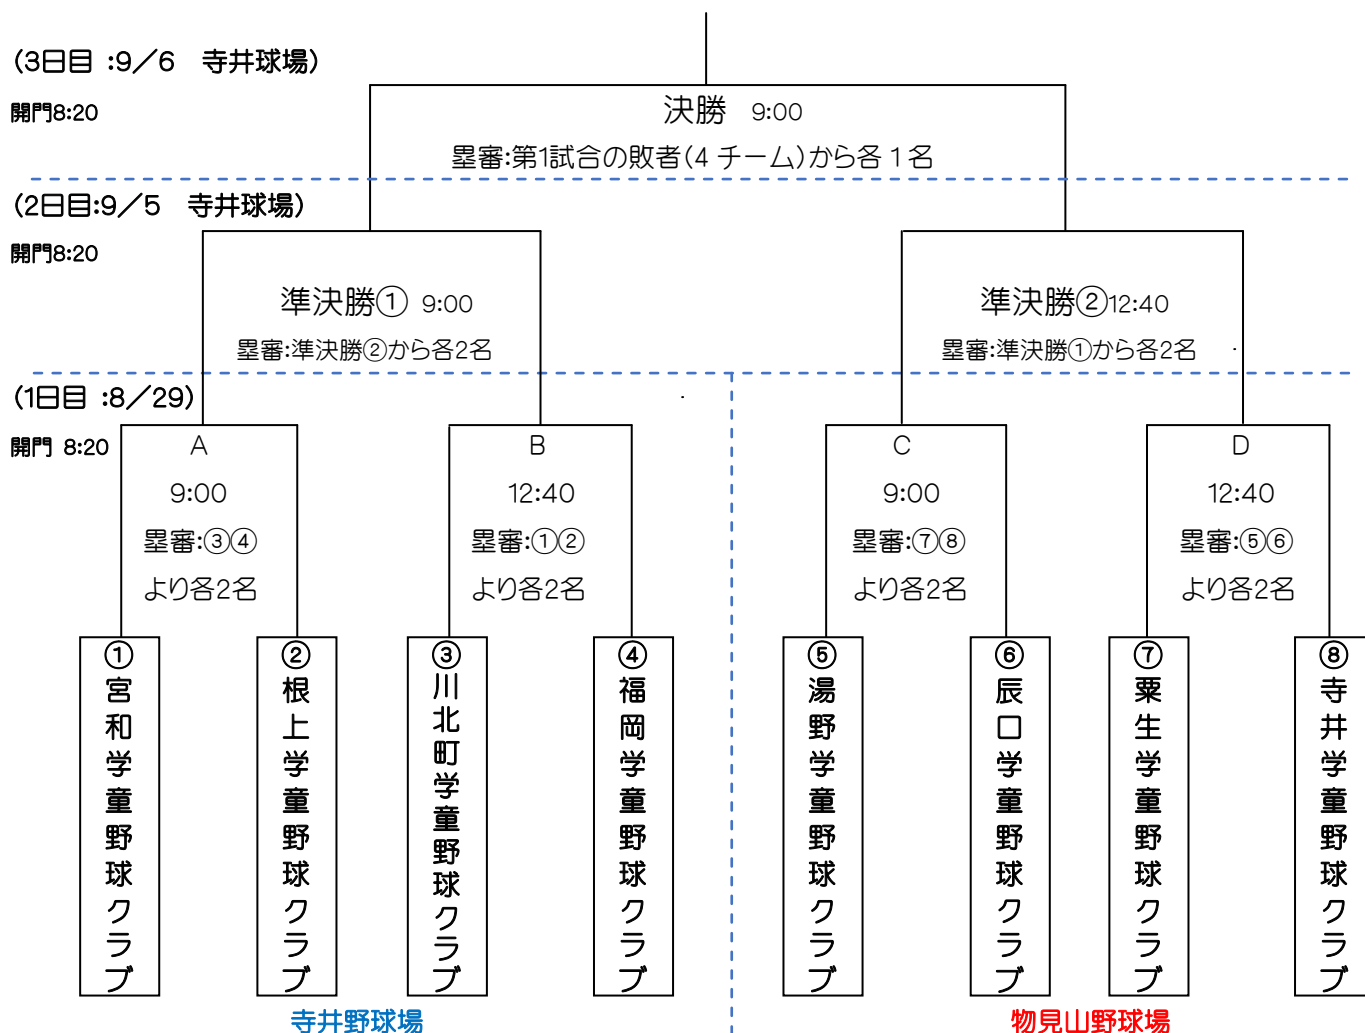 (3日目 :9／6　寺井球場)
開門8:20
決勝　9:00
塁審:第1試合の敗者(4 チーム)から各 1 名
(2日目:9／5　寺井球場)
開門8:20
準決勝① 9:00
塁審:準決勝②から各2名
準決勝②12:40
塁審:準決勝①から各2名
(1日目 :8／29)
開門 8:20
A
9:00
塁審:③④
より各2名
B
12:40
塁審:①②
より各2名
C
9:00
塁審:⑦⑧
より各2名
D
12:40
塁審:⑤⑥
より各2名
①宮和学童野球クラブ
②根上学童野球クラブ
③川北町学童野球クラブ
④福岡学童野球クラブ
⑤湯野学童野球クラブ
⑥辰口学童野球クラブ
⑦粟生学童野球クラブ
⑧寺井学童野球クラブ
寺井野球場
物見山野球場